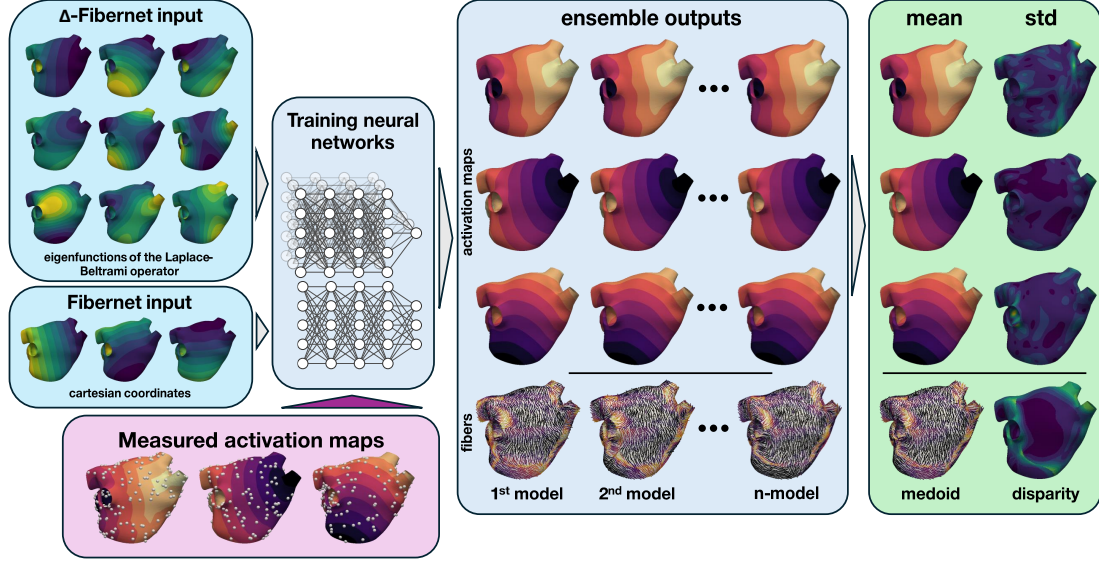 Δ-Fibernet input
eigenfunctions of the Laplace-
Beltrami operator
Fibernet input
cartesian coordinates
Training neural
networks
Measured activation maps
ensemble outputs
activation maps
fibers
1st model
2nd model
n-model
mean
std
medoid
disparity